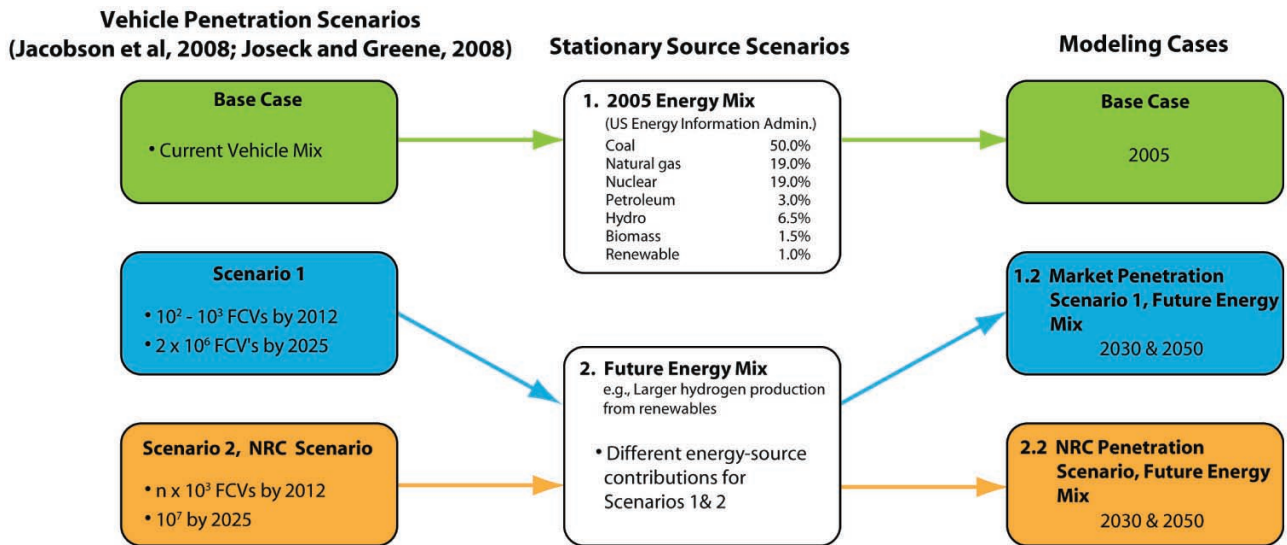 Vehicle Penetration Scenarios
(Jacobson et al, 2008; Joseck and Greene, 2008)
Base Case
• Current Vehicle Mix
Scenario 1
• 10² - 10³ FCVs by 2012
• 2 x 10⁶ FCV's by 2025
Scenario 2, NRC Scenario
• n x 10³ FCVs by 2012
• 10⁷ by 2025
Stationary Source Scenarios
1. 2005 Energy Mix
(US Energy Information Admin.)
Coal 50.0%
Natural gas 19.0%
Nuclear 19.0%
Petroleum 3.0%
Hydro 6.5%
Biomass 1.5%
Renewable 1.0%
2. Future Energy Mix
e.g., Larger hydrogen production
from renewables
• Different energy-source
contributions for
Scenarios 1& 2
Modeling Cases
Base Case
2005
1.2 Market Penetration
Scenario 1, Future Energy
Mix
2030 & 2050
2.2 NRC Penetration
Scenario, Future Energy
Mix
2030 & 2050